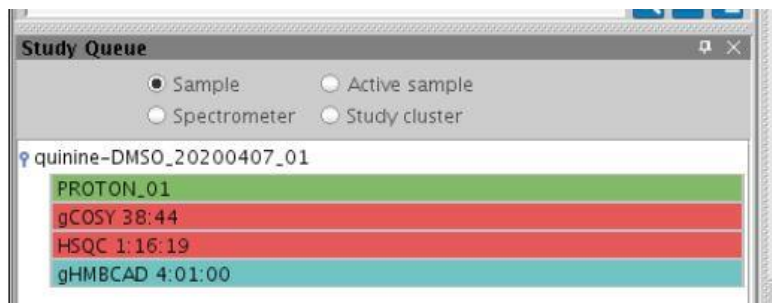 Study Queue
Sample Active sample
Spectrometer Study cluster
quinine-DMSO_20200407_01
PROTON_01
gCOSY 38:44
HSQC 1:16:19
gHMBCAD 4:01:00